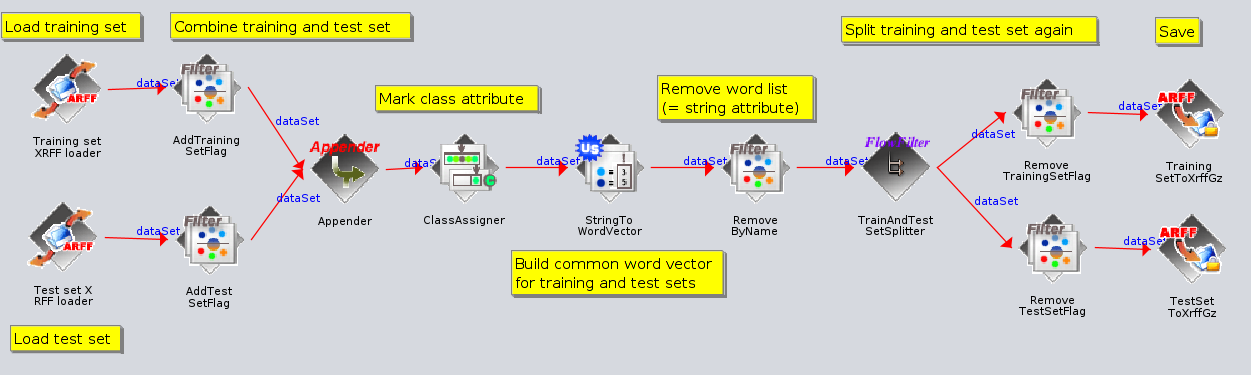 Load training set
Combine training and test set
Split training and test set again
Save
Mark class attribute
Remove word list
(= string attribute)
Filter
dataSet
ARFF
Training set
XRFF loader
AddTraining
SetFlag
dataSet
Appender
Appender
dataSet
ClassAssigner
dataSet
us
StringTo
WordVector
dataSet
Filter
Remove
ByName
dataSet
FlowFilter
TrainAndTest
SetSplitter
dataSet
Filter
Remove
TrainingSetFlag
dataSet
ARFF
Training
SetToXrffGz
dataSet
Filter
dataSet
ARFF
Test set X
RFF loader
AddTest
SetFlag
Build common word vector
for training and test sets
dataSet
Filter
Remove
TestSetFlag
dataSet
ARFF
TestSet
ToXrffGz
Load test set